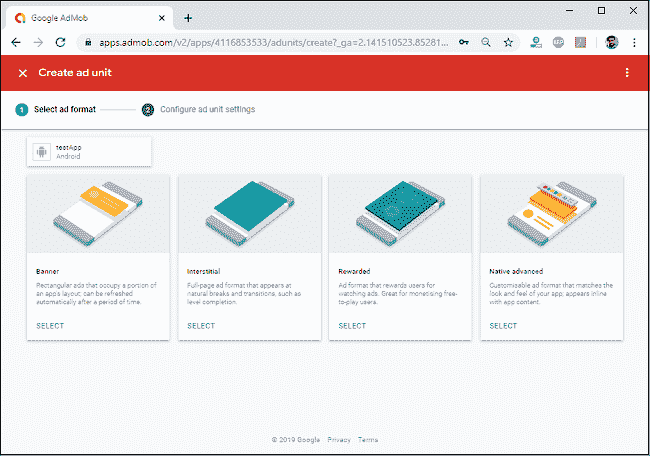 Google AdMob
apps.admob.com/v2/apps/4116853533/adunits/create?_ga=2.141510523.85281...
Create ad unit
1 Select ad format
2 Configure ad unit settings
testApp
Android
Banner
Rectangular ads that occupy a portion of
an app's layout; can be refreshed
automatically after a period of time.
SELECT
Interstitial
Full-page ad format that appears at
natural breaks and transitions, such as
level completion.
SELECT
Rewarded
Ad format that rewards users for
watching ads. Great for monetising free-
to-play users.
SELECT
Native advanced
Customisable ad format that matches the
look and feel of your app; appears inline
with app content.
SELECT
© 2019 Google Privacy Terms